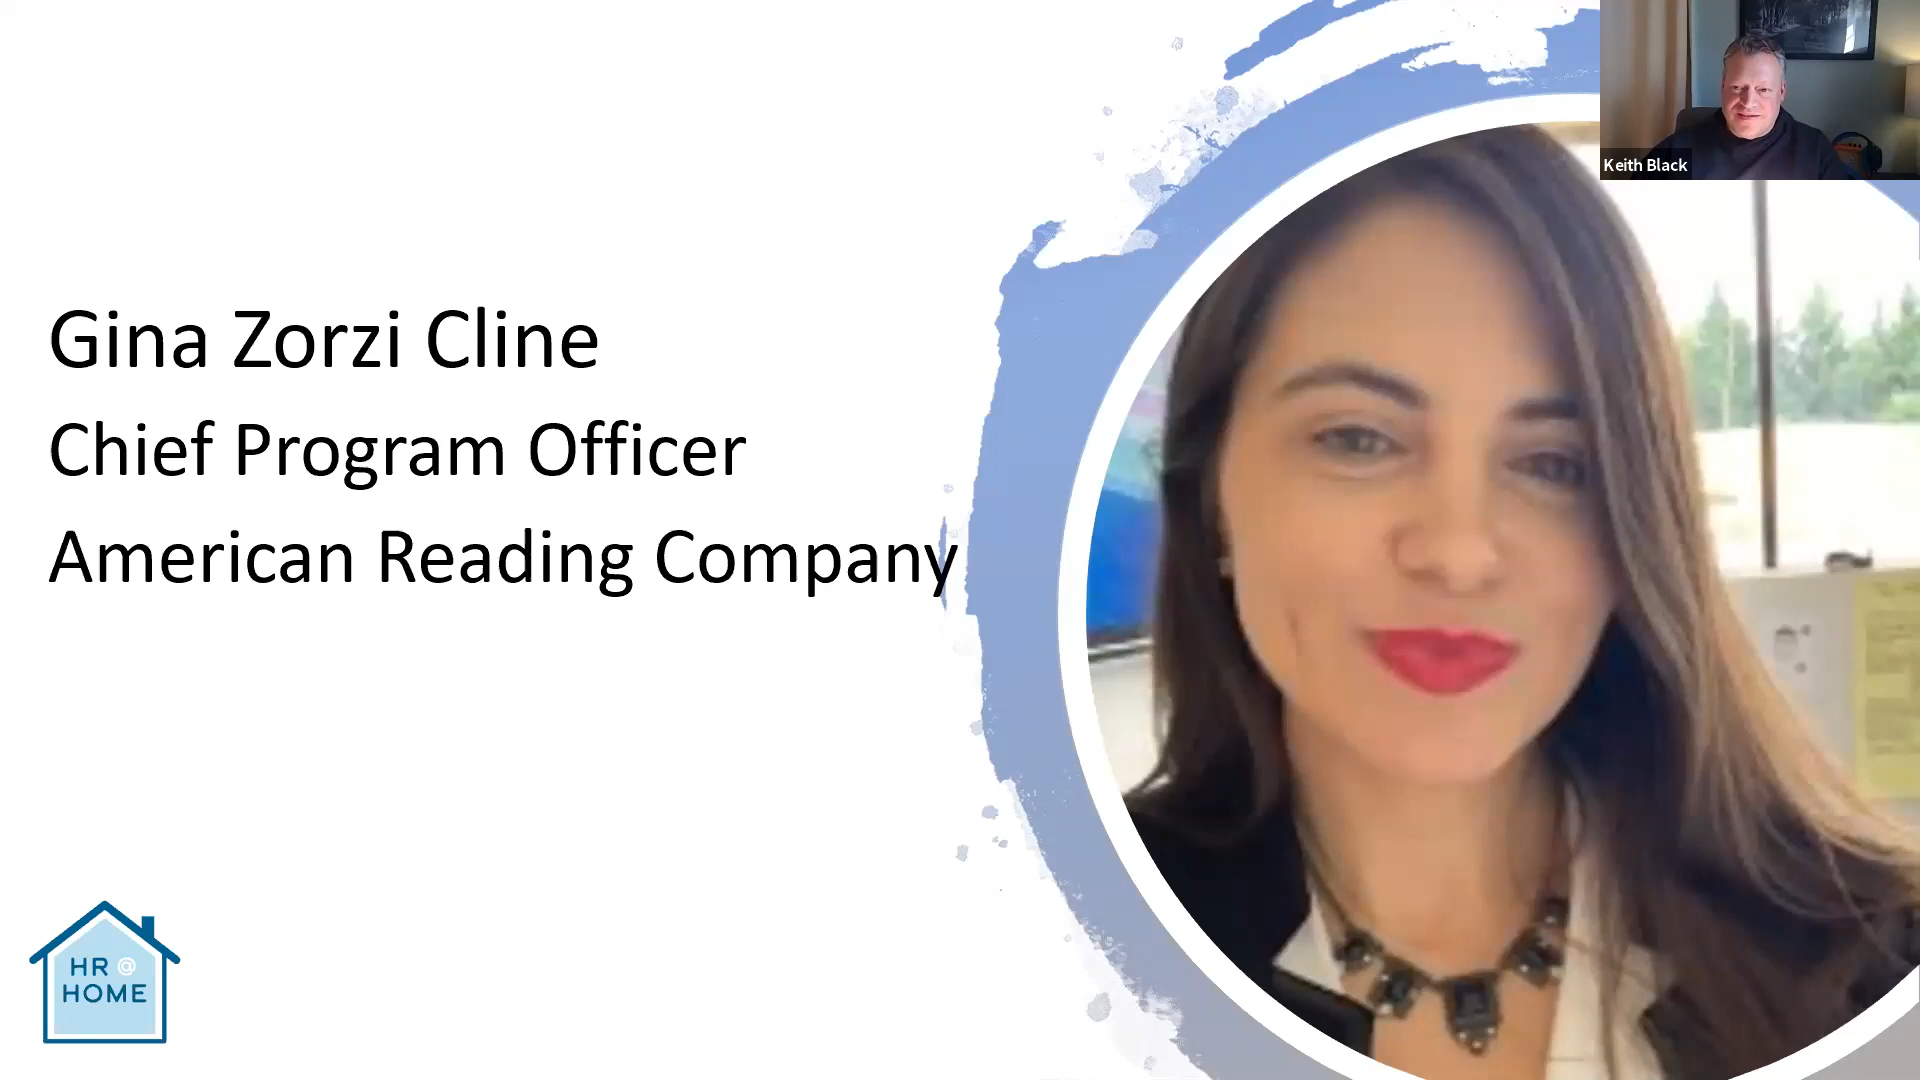 Keith Black
Gina Zorzi Cline
Chief Program Officer
American Reading Company
HR @
HOME